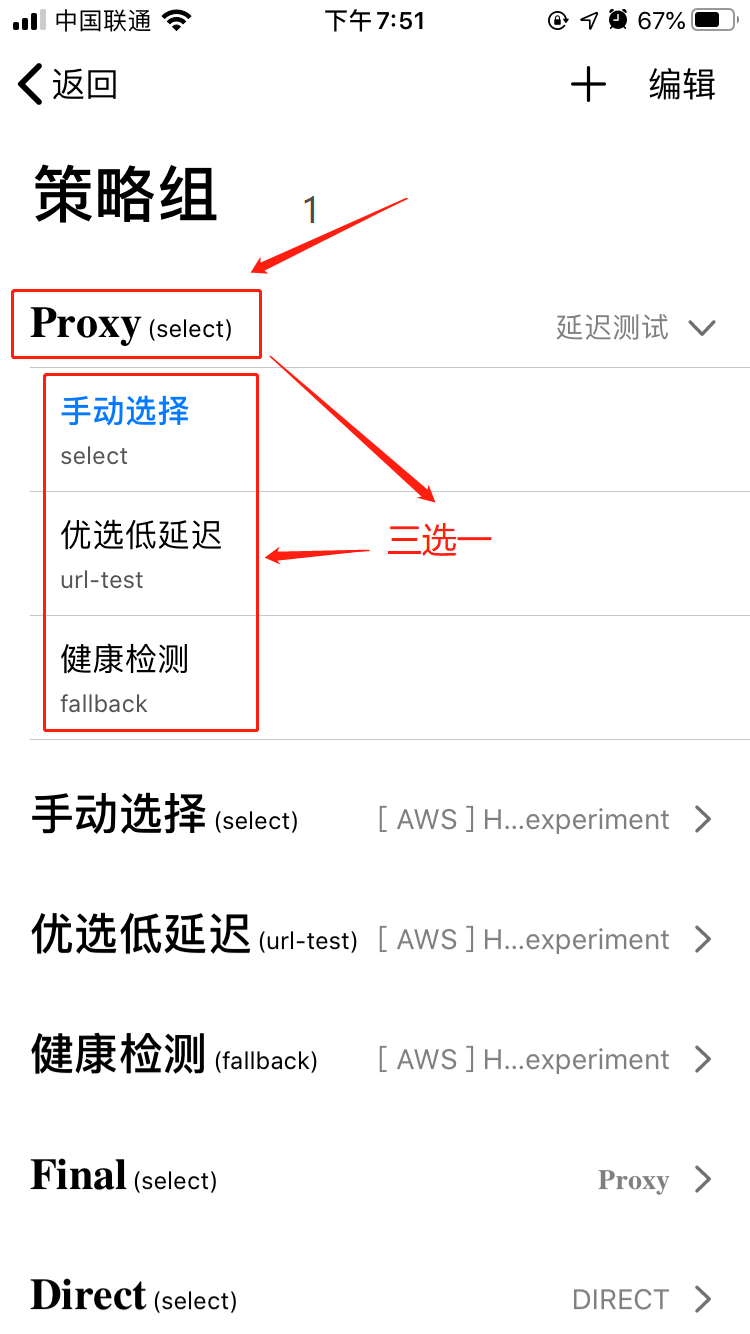 中国联通 下午7:51 67%
返回 编辑
策略组 1
Proxy (select) 延迟测试
手动选择
select
优选低延迟
url-test
三选一
健康检测
fallback
手动选择 (select) [ AWS ] H...experiment
优选低延迟 (url-test) [ AWS ] H...experiment
健康检测 (fallback) [ AWS ] H...experiment
Final (select) Proxy
Direct (select) DIRECT